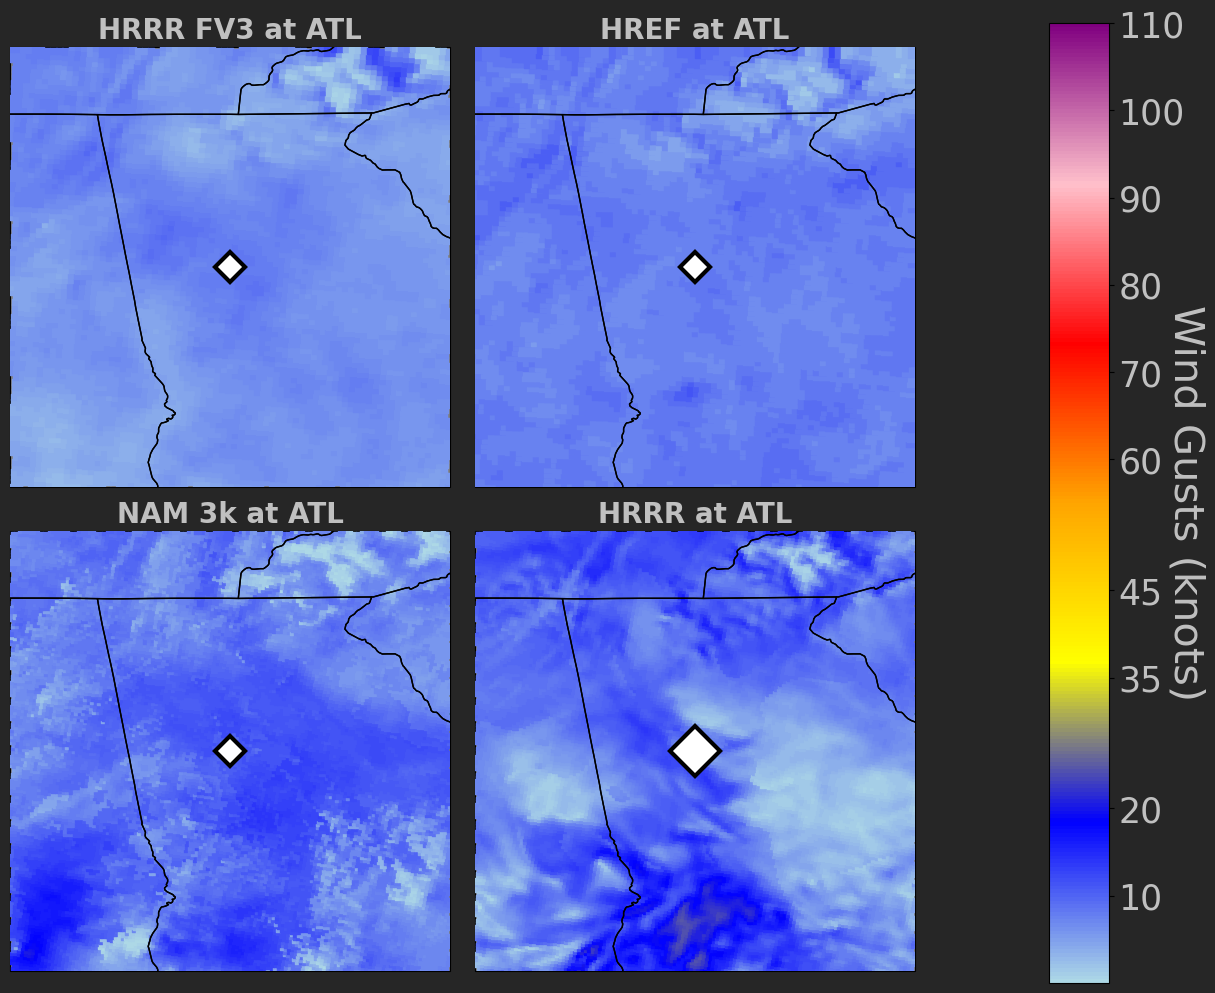 HRRR FV3 at ATL
HREF at ATL
NAM 3k at ATL
HRRR at ATL
110
100
90
80
70
60
45
35
20
10
Wind Gusts (knots)